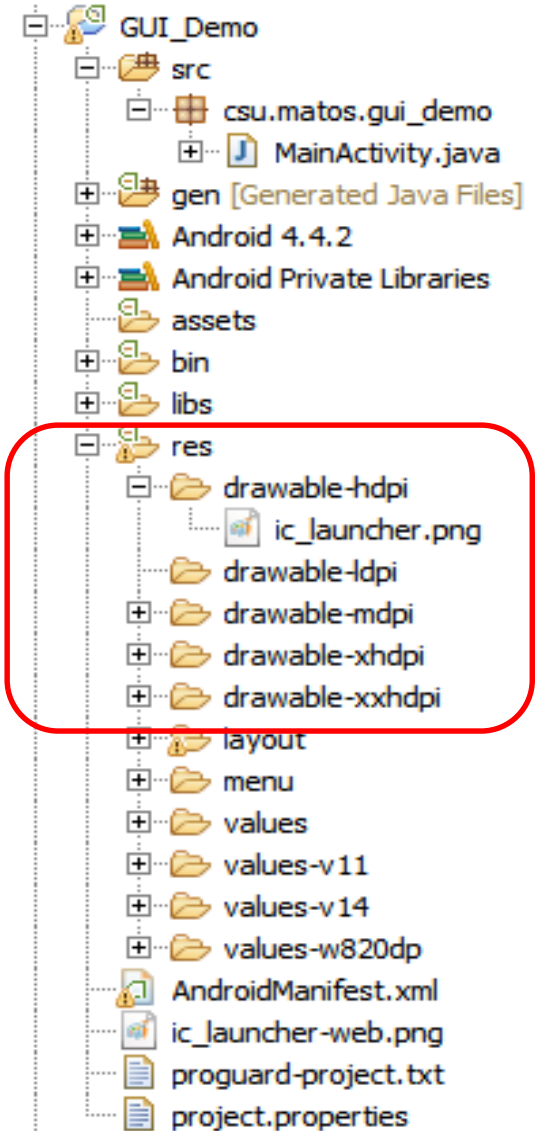 GUI_Demo
src
csu.matos.gui_demo
MainActivity.java
gen [Generated Java Files]
Android 4.4.2
Android Private Libraries
assets
bin
libs
res
drawable-hdpi
ic_launcher.png
drawable-ldpi
drawable-mdpi
drawable-xhdpi
drawable-xxhdpi
layout
menu
values
values-v11
values-v14
values-w820dp
AndroidManifest.xml
ic_launcher-web.png
proguard-project.txt
project.properties